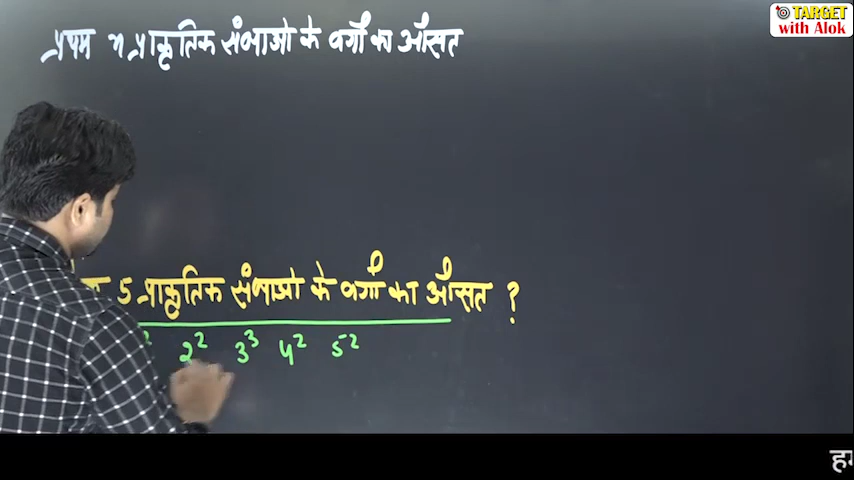 TARGET
with Alok
प्रथम n प्राकृतिक संख्याओ के वर्गों का औसत
5 प्राकृतिक संख्याओ के वर्गों का औसत ?
2² 3³ 4² 5²